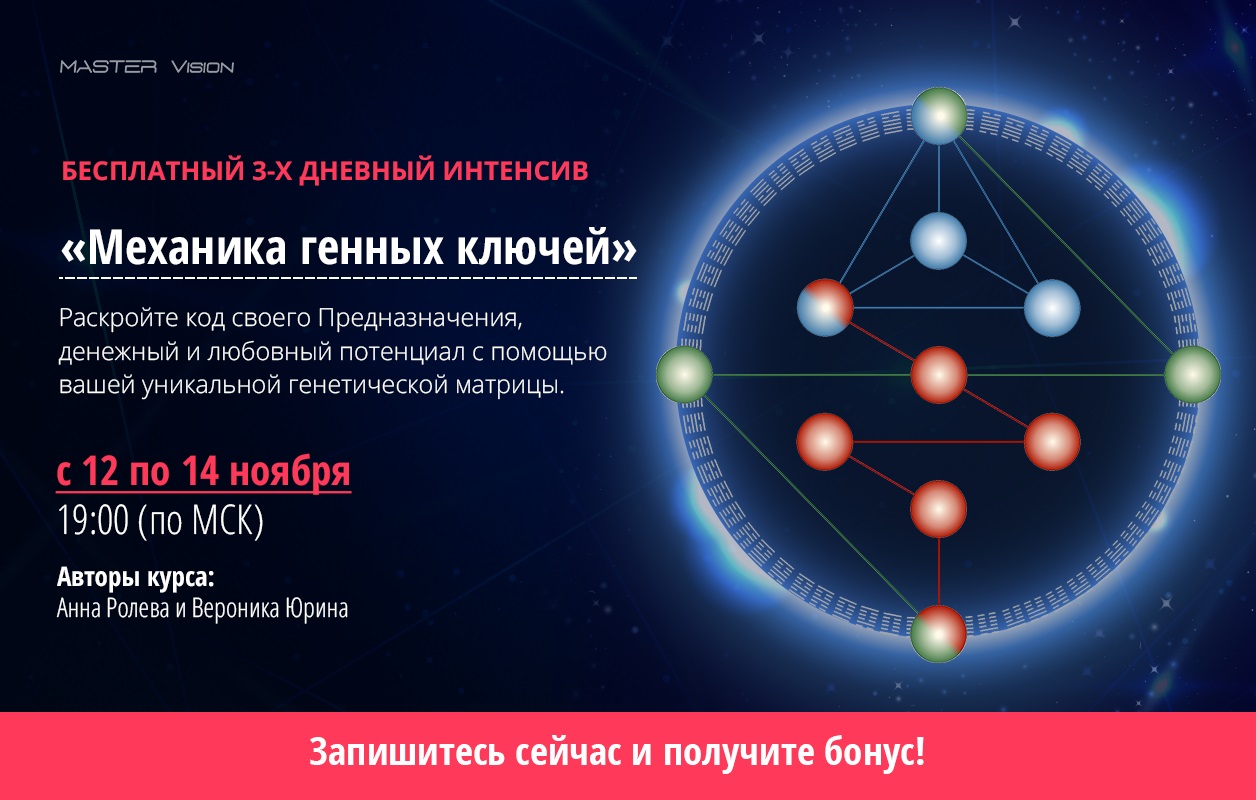 MASTER VISION
БЕСПЛАТНЫЙ 3-Х ДНЕВНЫЙ ИНТЕНСИВ
«Механика генных ключей»
Раскройте код своего Предназначения,
денежный и любовный потенциал с помощью
вашей уникальной генетической матрицы.
с 12 по 14 ноября
19:00 (по МСК)
Авторы курса:
Анна Ролева и Вероника Юрина
Запишитесь сейчас и получите бонус!